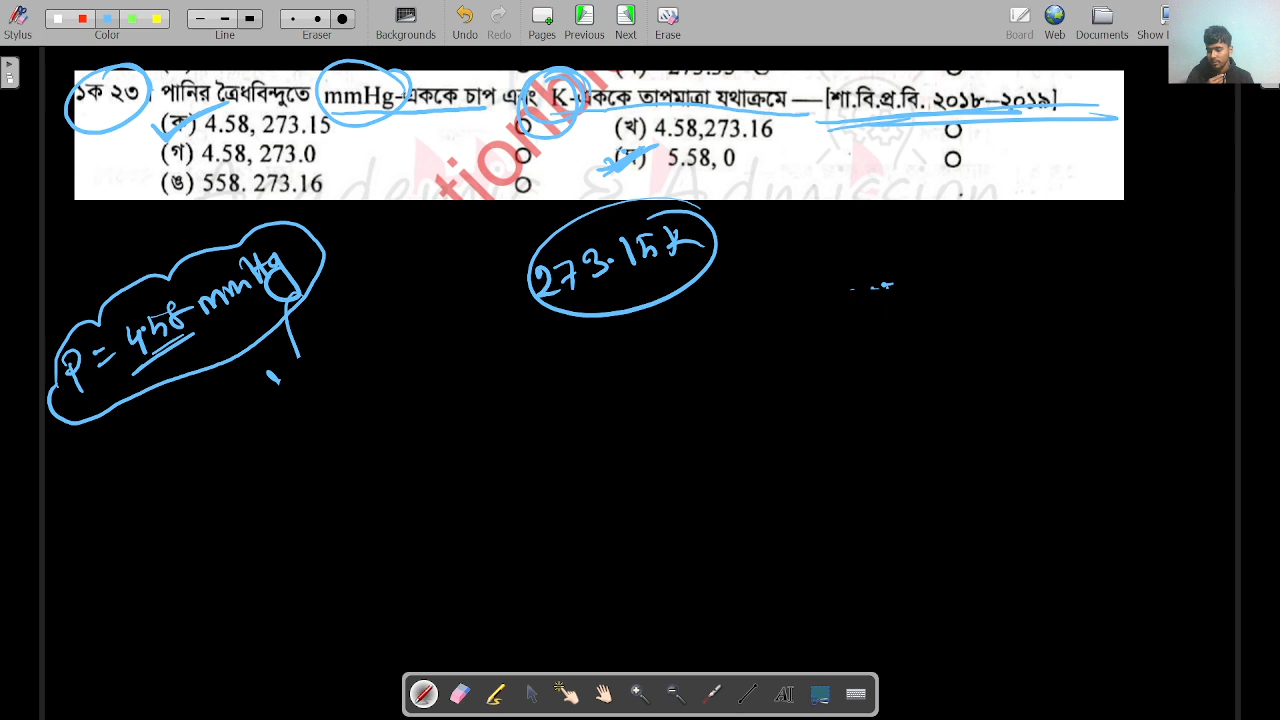 Stylus
Color
Line
Eraser
Backgrounds
Undo
Redo
Pages
Previous
Next
Erase
Board
Web
Documents
১ক ২৩। পানির ত্রৈধবিন্দুতে mmHg-এককে চাপ এবং K-এককে তাপমাত্রা যথাক্রমে — [শা.বি.প্র.বি. ২০১৮–২০১৯]
(ক) 4.58, 273.15
(খ) 4.58,273.16
(গ) 4.58, 273.0
5.58, 0
(ঙ) 558. 273.16
P = 4.58 mmHg
273.15 K